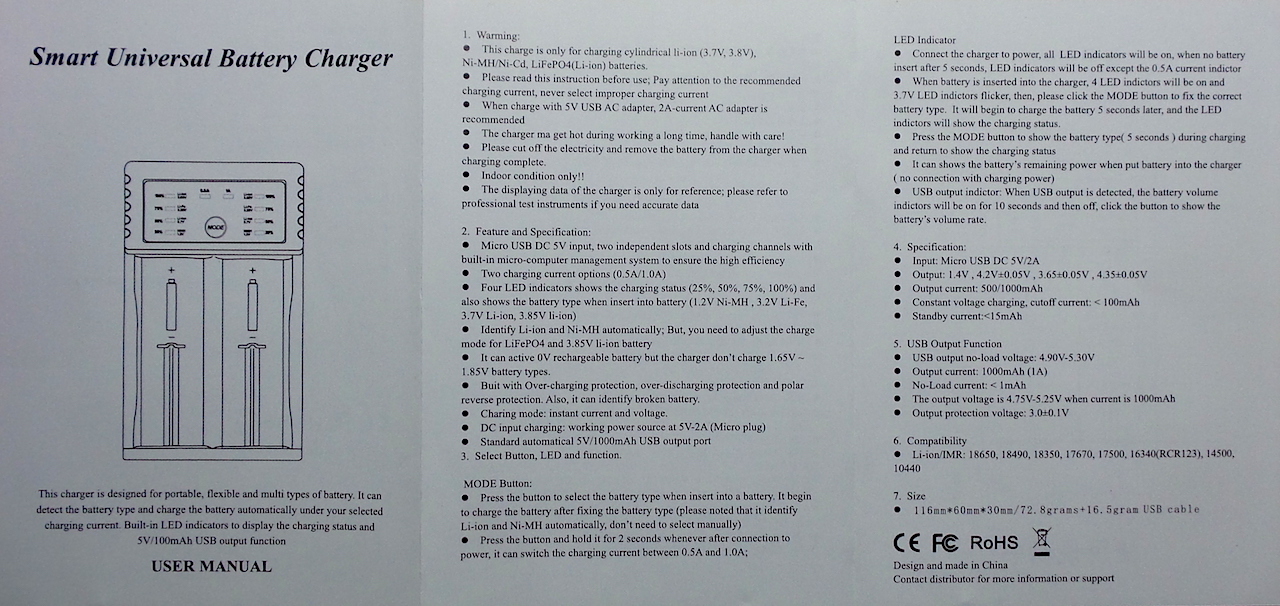 Smart Universal Battery Charger
MODE
+ +
− −
This charger is designed for portable, flexible and multi types of battery. It can
detect the battery type and charge the battery automatically under your selected
charging current. Built-in LED indicators to display the charging status and
5V/100mAh USB output function
USER MANUAL
1. Warming:
● This charge is only for charging cylindrical li-ion (3.7V, 3.8V),
Ni-MH/Ni-Cd, LiFePO4(Li-ion) batteries.
● Please read this instruction before use; Pay attention to the recommended
charging current, never select improper charging current
● When charge with 5V USB AC adapter, 2A-current AC adapter is
recommended
● The charger ma get hot during working a long time, handle with care!
● Please cut off the electricity and remove the battery from the charger when
charging complete.
● Indoor condition only!!
● The displaying data of the charger is only for reference; please refer to
professional test instruments if you need accurate data
2. Feature and Specification:
● Micro USB DC 5V input, two independent slots and charging channels with
built-in micro-computer management system to ensure the high efficiency
● Two charging current options (0.5A/1.0A)
● Four LED indicators shows the charging status (25%, 50%, 75%, 100%) and
also shows the battery type when insert into battery (1.2V Ni-MH , 3.2V Li-Fe,
3.7V Li-ion, 3.85V li-ion)
● Identify Li-ion and Ni-MH automatically; But, you need to adjust the charge
mode for LiFePO4 and 3.85V li-ion battery
● It can active 0V rechargeable battery but the charger don't charge 1.65V ~
1.85V battery types.
● Buit with Over-charging protection, over-discharging protection and polar
reverse protection. Also, it can identify broken battery.
● Charing mode: instant current and voltage.
● DC input charging: working power source at 5V-2A (Micro plug)
● Standard automatical 5V/1000mAh USB output port
3. Select Button, LED and function.
MODE Button:
● Press the button to select the battery type when insert into a battery. It begin
to charge the battery after fixing the battery type (please noted that it identify
Li-ion and Ni-MH automatically, don't need to select manually)
● Press the button and hold it for 2 seconds whenever after connection to
power, it can switch the charging current between 0.5A and 1.0A;
LED Indicator
● Connect the charger to power, all LED indicators will be on, when no battery
insert after 5 seconds, LED indicators will be off except the 0.5A current indictor
● When battery is inserted into the charger, 4 LED indictors will be on and
3.7V LED indictors flicker, then, please click the MODE button to fix the correct
battery type. It will begin to charge the battery 5 seconds later, and the LED
indictors will show the charging status.
● Press the MODE button to show the battery type( 5 seconds ) during charging
and return to show the charging status
● It can shows the battery's remaining power when put battery into the charger
( no connection with charging power)
● USB output indictor: When USB output is detected, the battery volume
indictors will be on for 10 seconds and then off, click the button to show the
battery's volume rate.
4. Specification:
● Input: Micro USB DC 5V/2A
● Output: 1.4V , 4.2V±0.05V , 3.65±0.05V , 4.35±0.05V
● Output current: 500/1000mAh
● Constant voltage charging, cutoff current: < 100mAh
● Standby current:<15mAh
5. USB Output Function
● USB output no-load voltage: 4.90V-5.30V
● Output current: 1000mAh (1A)
● No-Load current: < 1mAh
● The output voltage is 4.75V-5.25V when current is 1000mAh
● Output protection voltage: 3.0±0.1V
6. Compatibility
● Li-ion/IMR: 18650, 18490, 18350, 17670, 17500, 16340(RCR123), 14500,
10440
7. Size
● 116mm*60mm*30mm/72.8grams+16.5gram USB cable
CE FC RoHS
Design and made in China
Contact distributor for more information or support